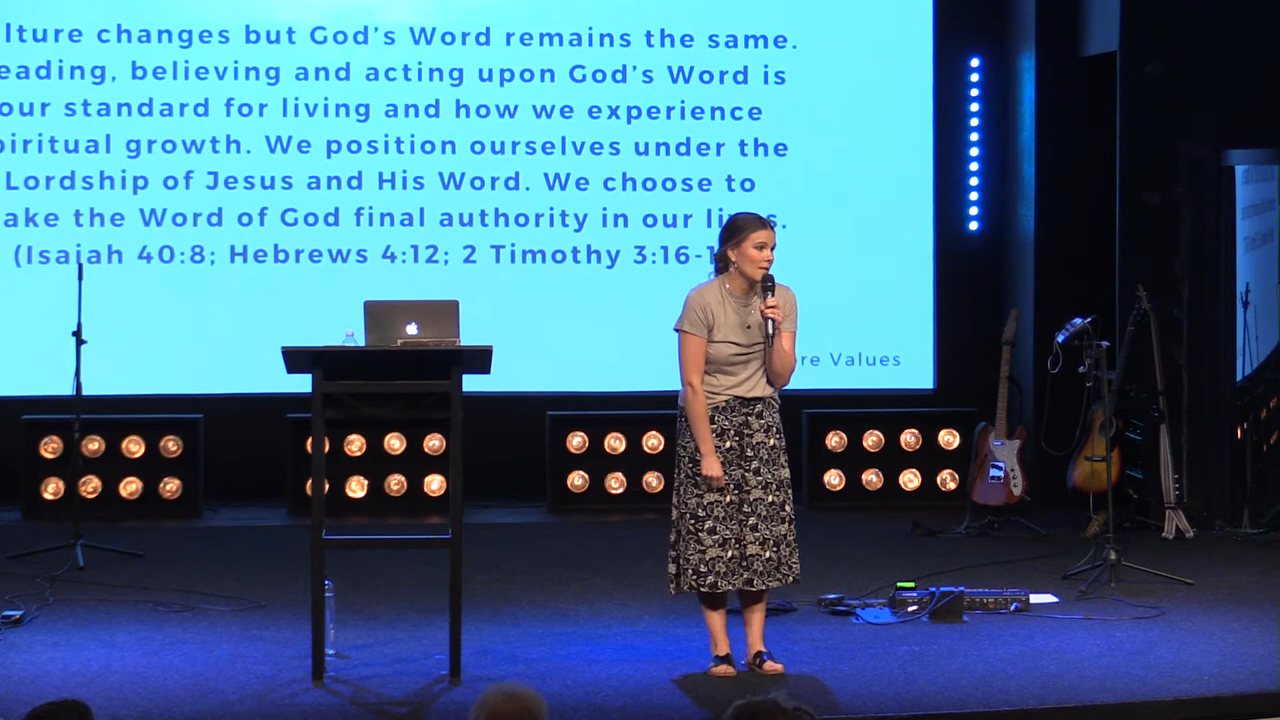 lture changes but God's Word remains the same.
eading, believing and acting upon God's Word is
our standard for living and how we experience
piritual growth. We position ourselves under the
Lordship of Jesus and His Word. We choose to
ake the Word of God final authority in our lives.
(Isaiah 40:8; Hebrews 4:12; 2 Timothy 3:16-1
re Values